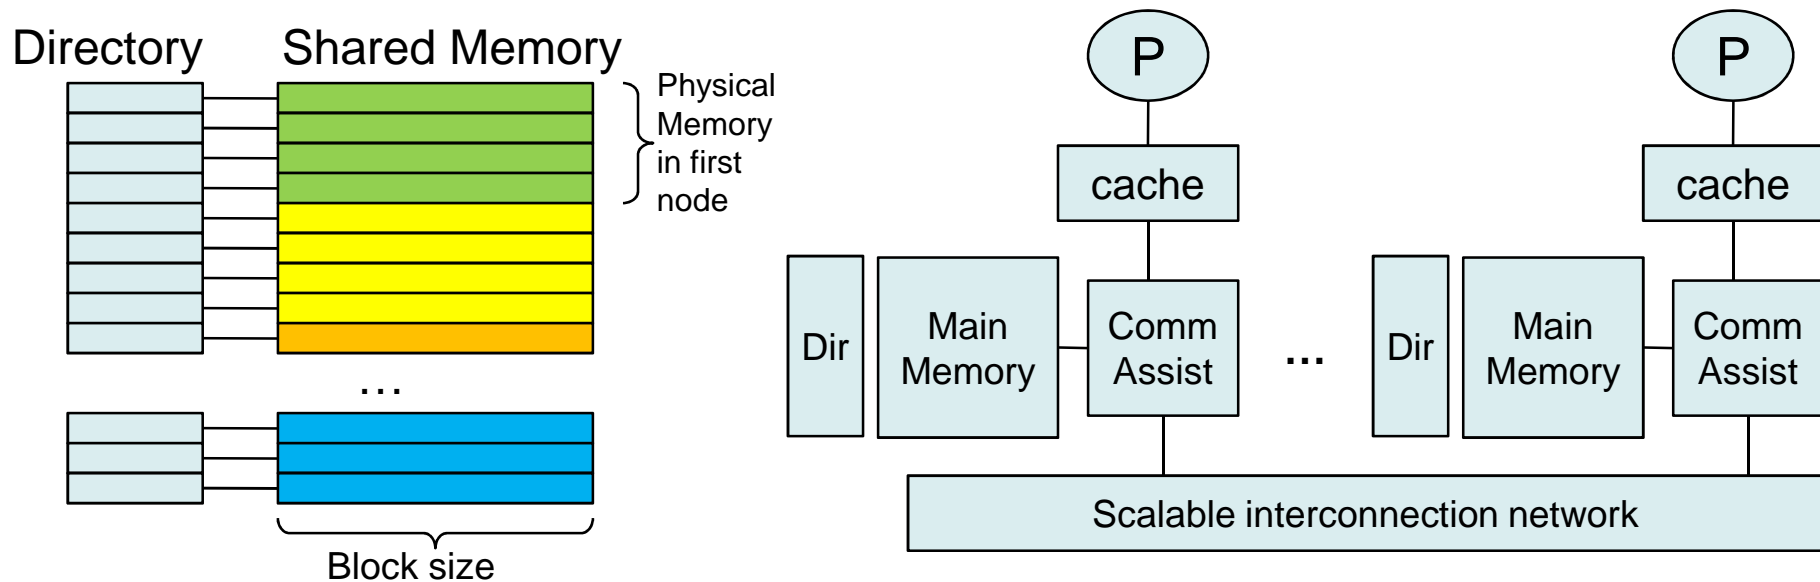 Directory
Shared Memory
Physical
Memory
in first
node
...
Block size
P
cache
Dir
Main
Memory
Comm
Assist
...
P
cache
Dir
Main
Memory
Comm
Assist
Scalable interconnection network